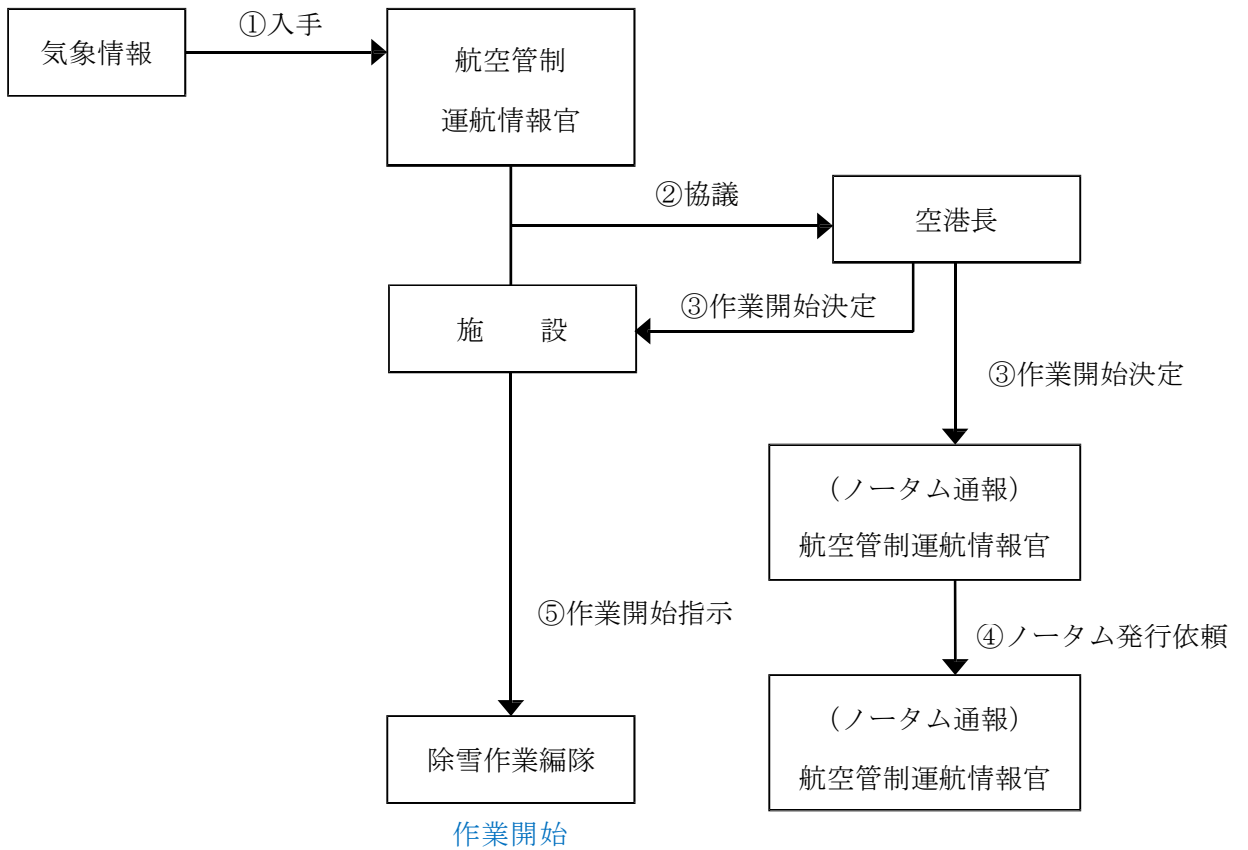 ①入手
気象情報
航空管制
運航情報官
②協議
空港長
③作業開始決定
施　　設
③作業開始決定
（ノータム通報）
航空管制運航情報官
⑤作業開始指示
④ノータム発行依頼
（ノータム通報）
航空管制運航情報官
除雪作業編隊
作業開始